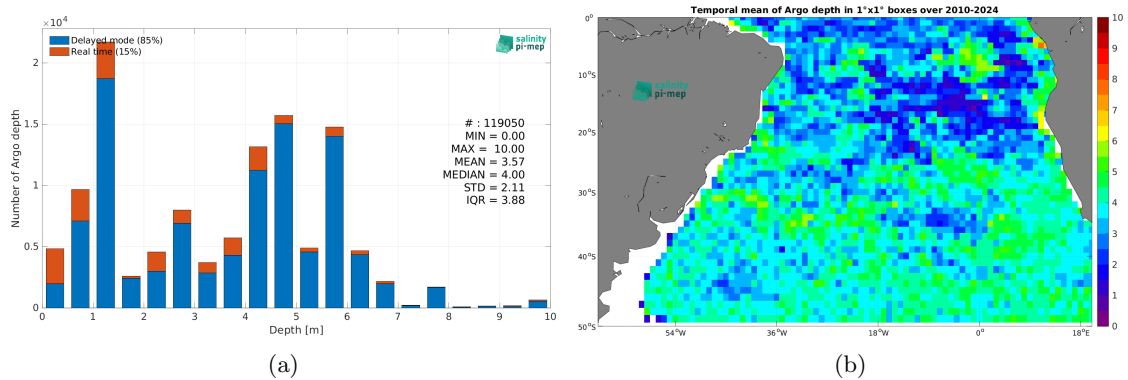 ×10⁴
Delayed mode (85%)
Real time (15%)
salinity
pi-mep
Number of Argo depth
2
1.5
1
0.5
0
# : 119050
MIN = 0.00
MAX = 10.00
MEAN = 3.57
MEDIAN = 4.00
STD = 2.11
IQR = 3.88
0 1 2 3 4 5 6 7 8 9 10
Depth [m]
(a)
Temporal mean of Argo depth in 1°x1° boxes over 2010-2024
salinity
pi-mep
0°
10°S
20°S
30°S
40°S
50°S
54°W 36°W 18°W 0° 18°E
10
9
8
7
6
5
4
3
2
1
0
(b)